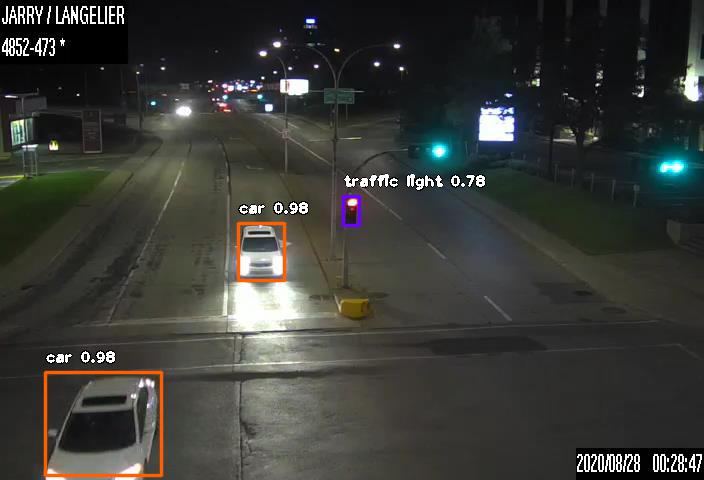 JARRY / LANGELIER
4852-473 *
traffic light 0.78
car 0.98
car 0.98
2020/08/28 00:28:47